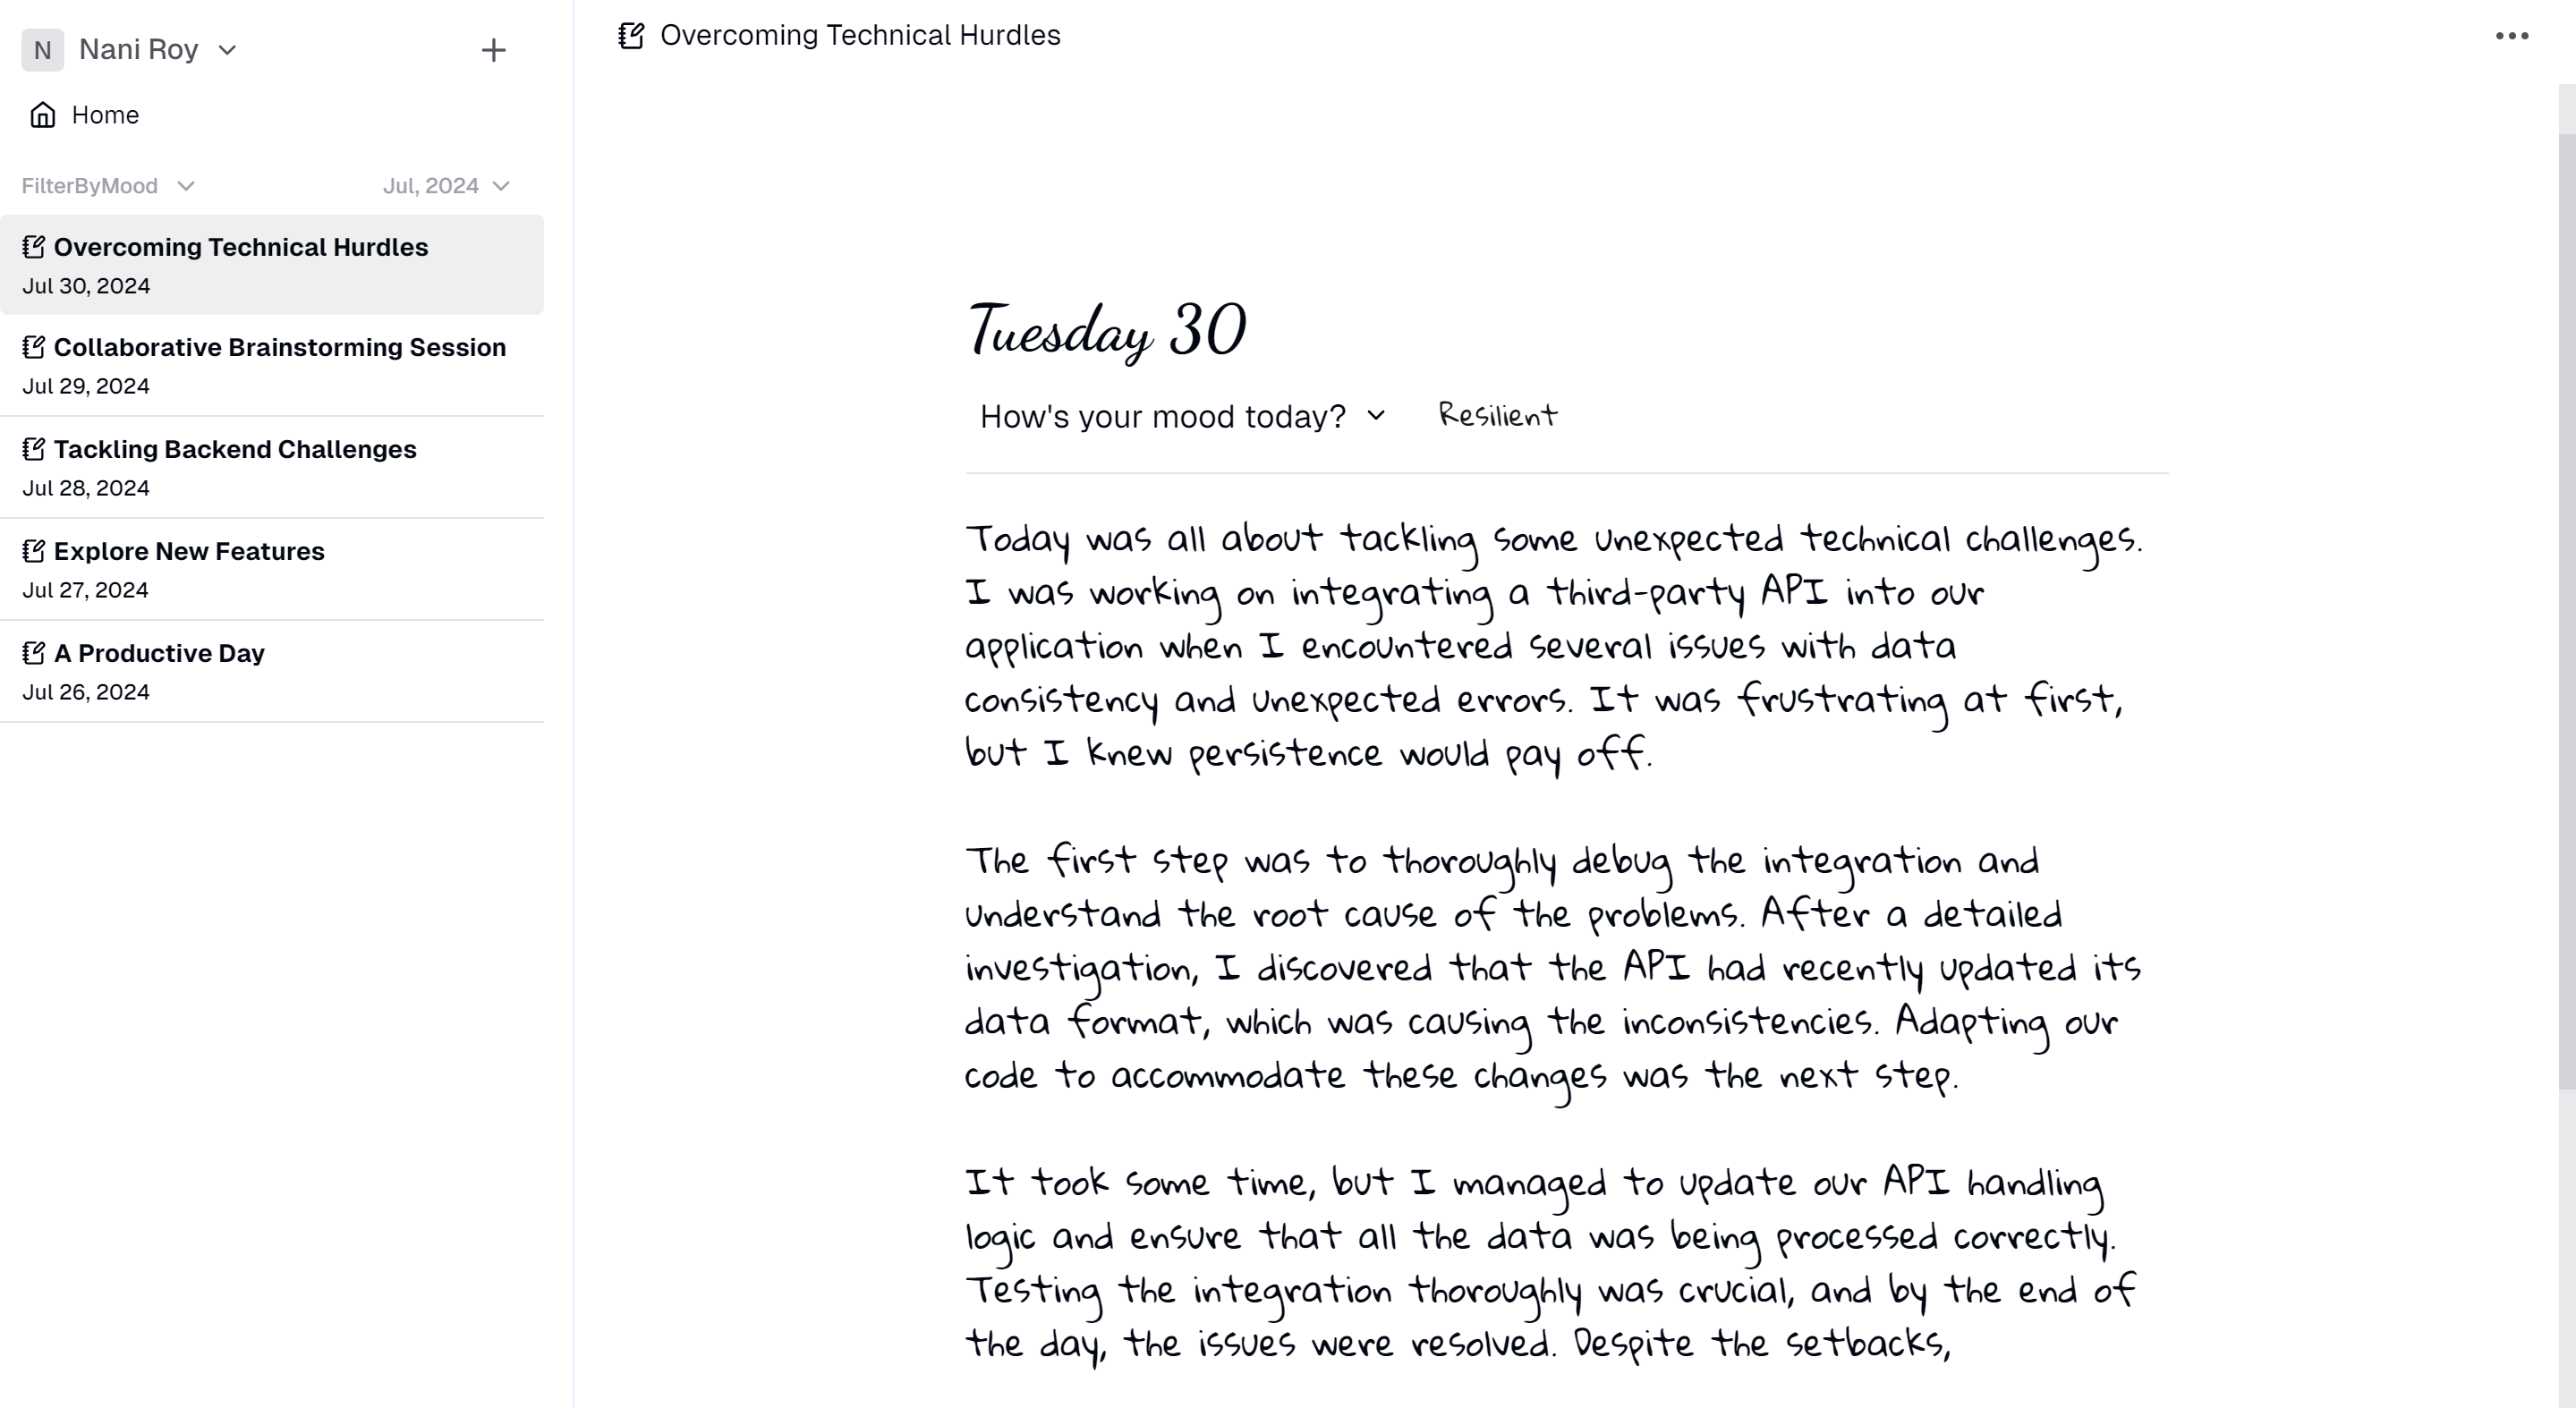 N Nani Roy
Home
FilterByMood Jul, 2024
Overcoming Technical Hurdles
Jul 30, 2024
Collaborative Brainstorming Session
Jul 29, 2024
Tackling Backend Challenges
Jul 28, 2024
Explore New Features
Jul 27, 2024
A Productive Day
Jul 26, 2024
Overcoming Technical Hurdles
Tuesday 30
How's your mood today? Resilient
Today was all about tackling some unexpected technical challenges.
I was working on integrating a third-party API into our
application when I encountered several issues with data
consistency and unexpected errors. It was frustrating at first,
but I knew persistence would pay off.
The first step was to thoroughly debug the integration and
understand the root cause of the problems. After a detailed
investigation, I discovered that the API had recently updated its
data format, which was causing the inconsistencies. Adapting our
code to accommodate these changes was the next step.
It took some time, but I managed to update our API handling
logic and ensure that all the data was being processed correctly.
Testing the integration thoroughly was crucial, and by the end of
the day, the issues were resolved. Despite the setbacks,